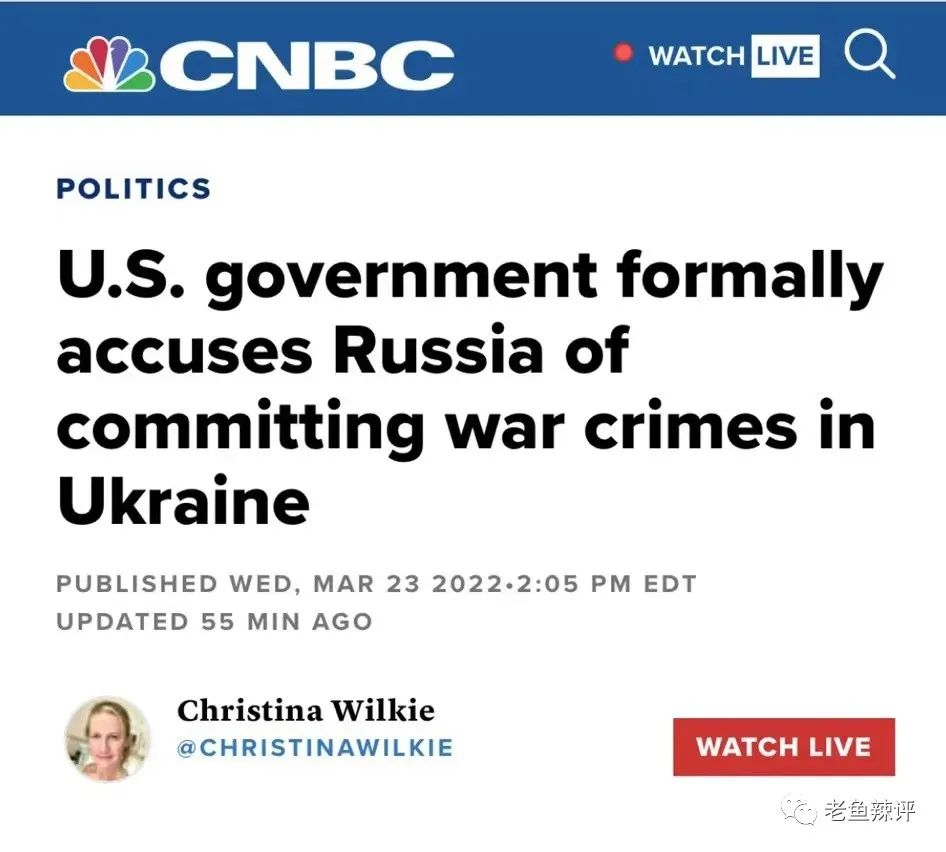 CNBC
WATCH LIVE
POLITICS
U.S. government formally
accuses Russia of
committing war crimes in
Ukraine
PUBLISHED WED, MAR 23 2022•2:05 PM EDT
UPDATED 55 MIN AGO
Christina Wilkie
@CHRISTINAWILKIE
WATCH LIVE
老鱼辣评